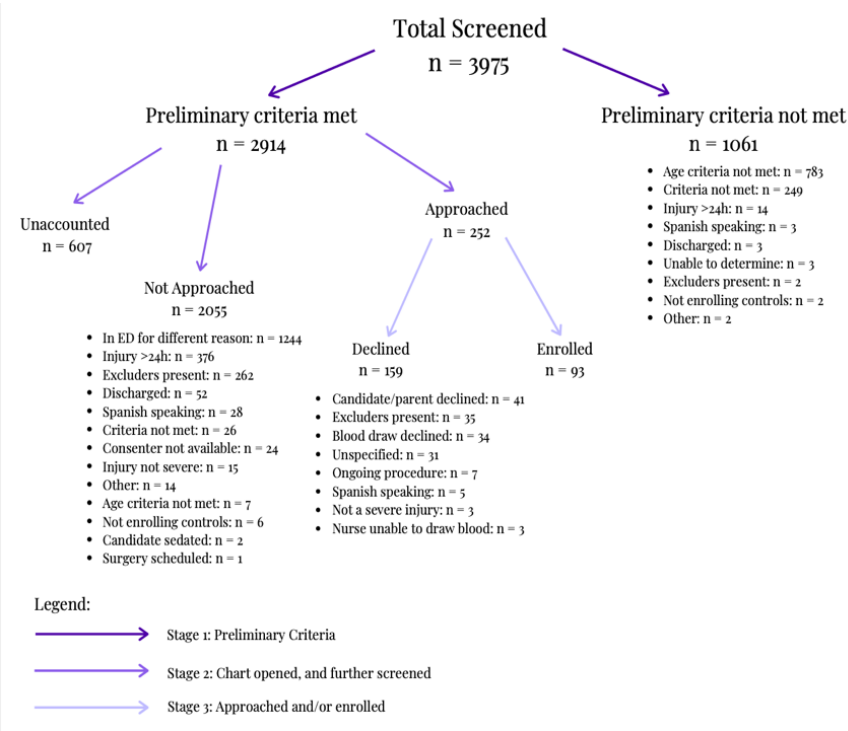 Total Screened
n = 3975
Preliminary criteria met
n = 2914
Preliminary criteria not met
n = 1061
• Age criteria not met: n = 783
• Criteria not met: n = 249
• Injury >24h: n = 14
• Spanish speaking: n = 3
• Discharged: n = 3
• Unable to determine: n = 3
• Excluders present: n = 2
• Not enrolling controls: n = 2
• Other: n = 2
Unaccounted
n = 607
Not Approached
n = 2055
• In ED for different reason: n = 1244
• Injury >24h: n = 376
• Excluders present: n = 262
• Discharged: n = 52
• Spanish speaking: n = 28
• Criteria not met: n = 26
• Consenter not available: n = 24
• Injury not severe: n = 15
• Other: n = 14
• Age criteria not met: n = 7
• Not enrolling controls: n = 6
• Candidate sedated: n = 2
• Surgery scheduled: n = 1
Approached
n = 252
Declined
n = 159
• Candidate/parent declined: n = 41
• Excluders present: n = 35
• Blood draw declined: n = 34
• Unspecified: n = 31
• Ongoing procedure: n = 7
• Spanish speaking: n = 5
• Not a severe injury: n = 3
• Nurse unable to draw blood: n = 3
Enrolled
n = 93
Legend:
Stage 1: Preliminary Criteria
Stage 2: Chart opened, and further screened
Stage 3: Approached and/or enrolled